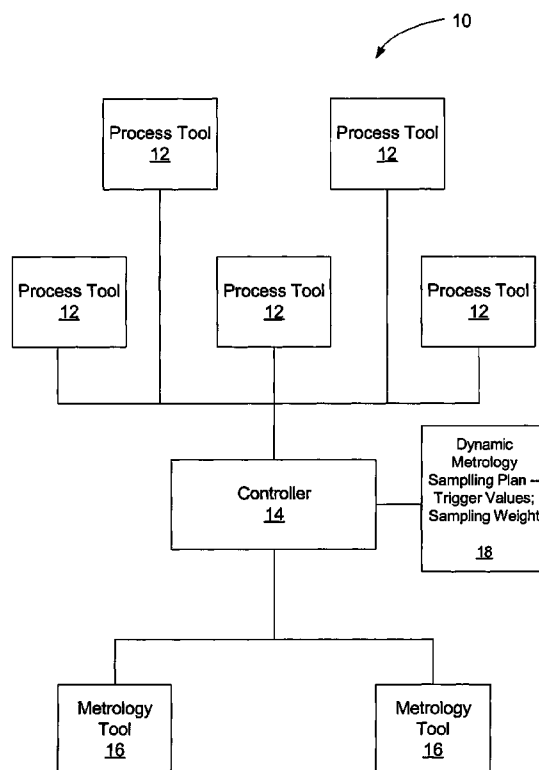 10
Process Tool
12
Process Tool
12
Process Tool
12
Process Tool
12
Process Tool
12
Controller
14
Dynamic
Metrology
Samplling Plan --
Trigger Values;
Sampling Weight
18
Metrology
Tool
16
Metrology
Tool
16